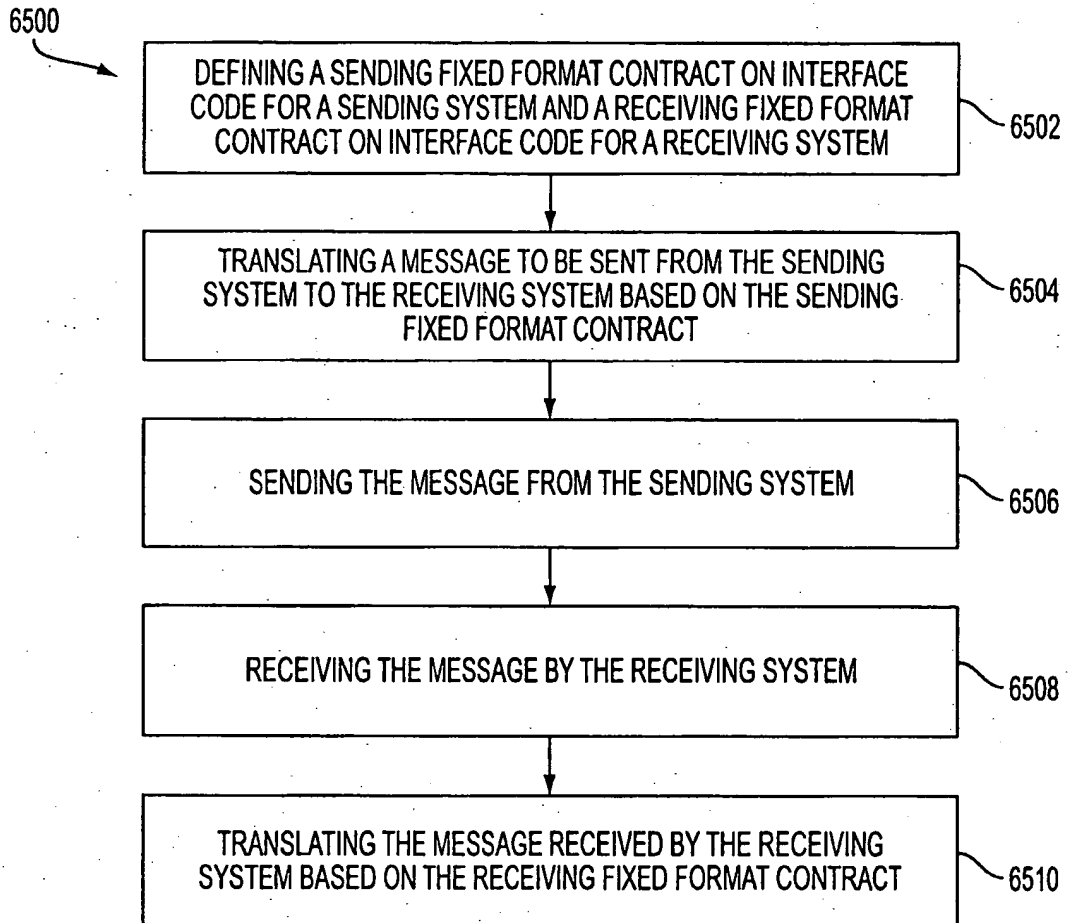 6500
DEFINING A SENDING FIXED FORMAT CONTRACT ON INTERFACE
CODE FOR A SENDING SYSTEM AND A RECEIVING FIXED FORMAT
CONTRACT ON INTERFACE CODE FOR A RECEIVING SYSTEM
6502
TRANSLATING A MESSAGE TO BE SENT FROM THE SENDING
SYSTEM TO THE RECEIVING SYSTEM BASED ON THE SENDING
FIXED FORMAT CONTRACT
6504
SENDING THE MESSAGE FROM THE SENDING SYSTEM
6506
RECEIVING THE MESSAGE BY THE RECEIVING SYSTEM
6508
TRANSLATING THE MESSAGE RECEIVED BY THE RECEIVING
SYSTEM BASED ON THE RECEIVING FIXED FORMAT CONTRACT
6510